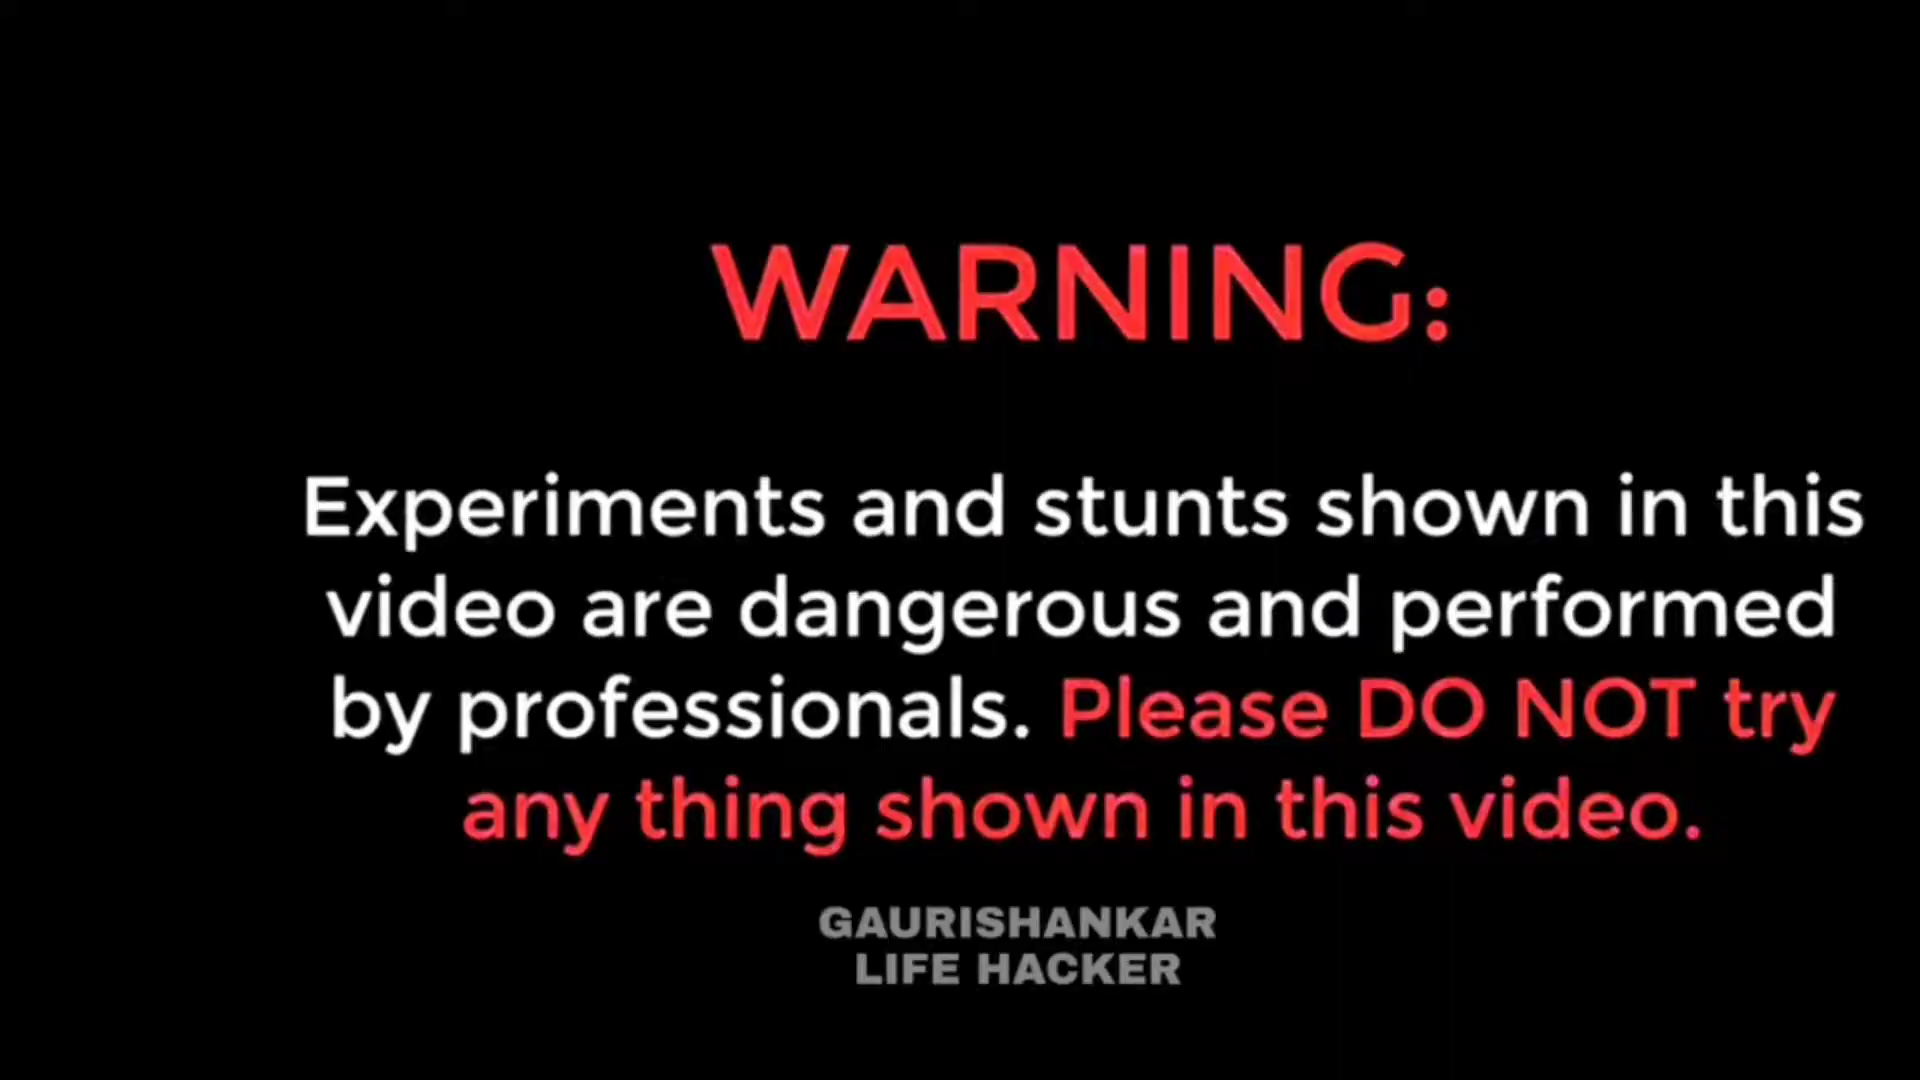 WARNING:
Experiments and stunts shown in this
video are dangerous and performed
by professionals. Please DO NOT try
any thing shown in this video.
GAURISHANKAR
LIFE HACKER